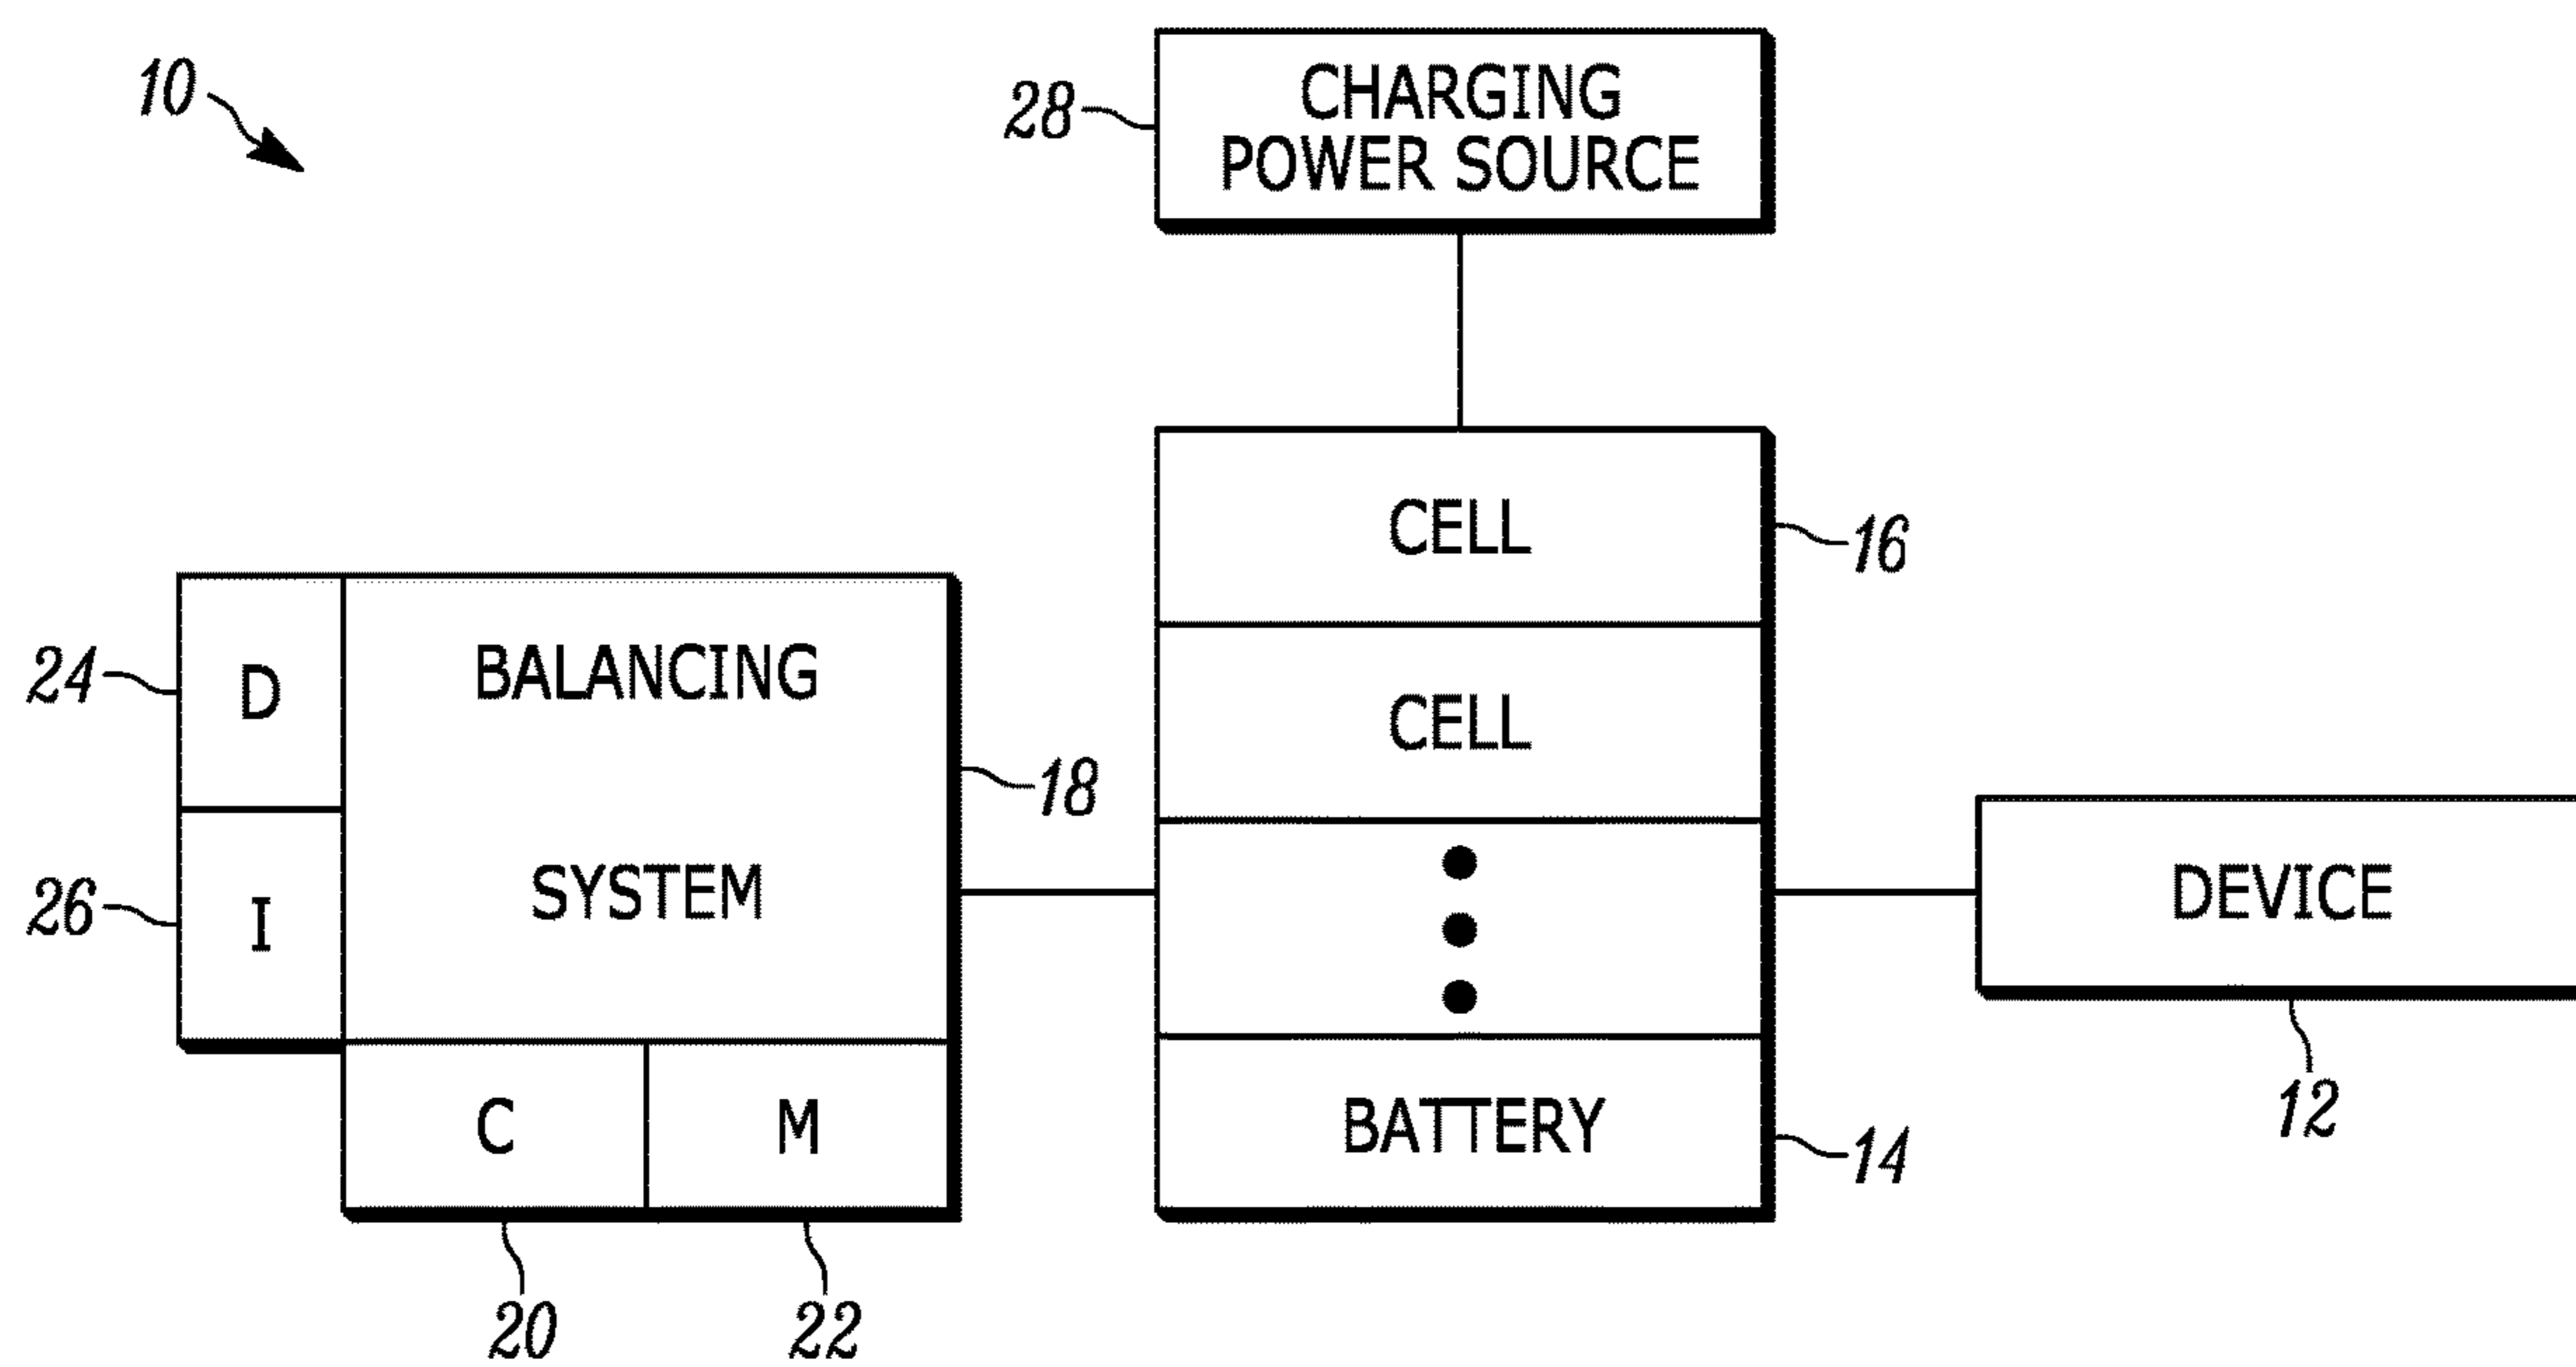 10
28
CHARGING
POWER SOURCE
CELL
16
24
D
BALANCING
CELL
18
26
I
SYSTEM
DEVICE
12
C
M
BATTERY
14
20
22